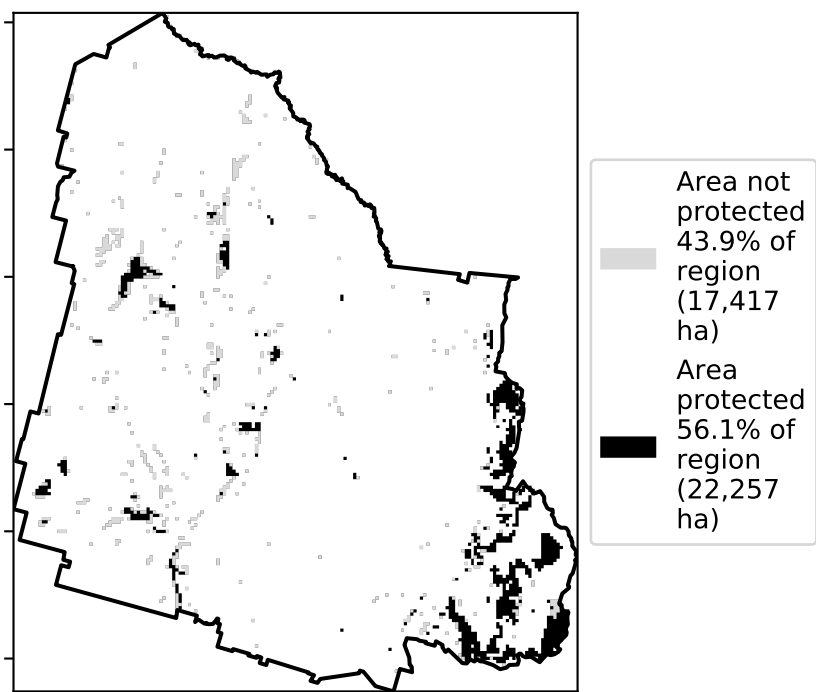 Area not
protected
43.9% of
region
(17,417
ha)
Area
protected
56.1% of
region
(22,257
ha)